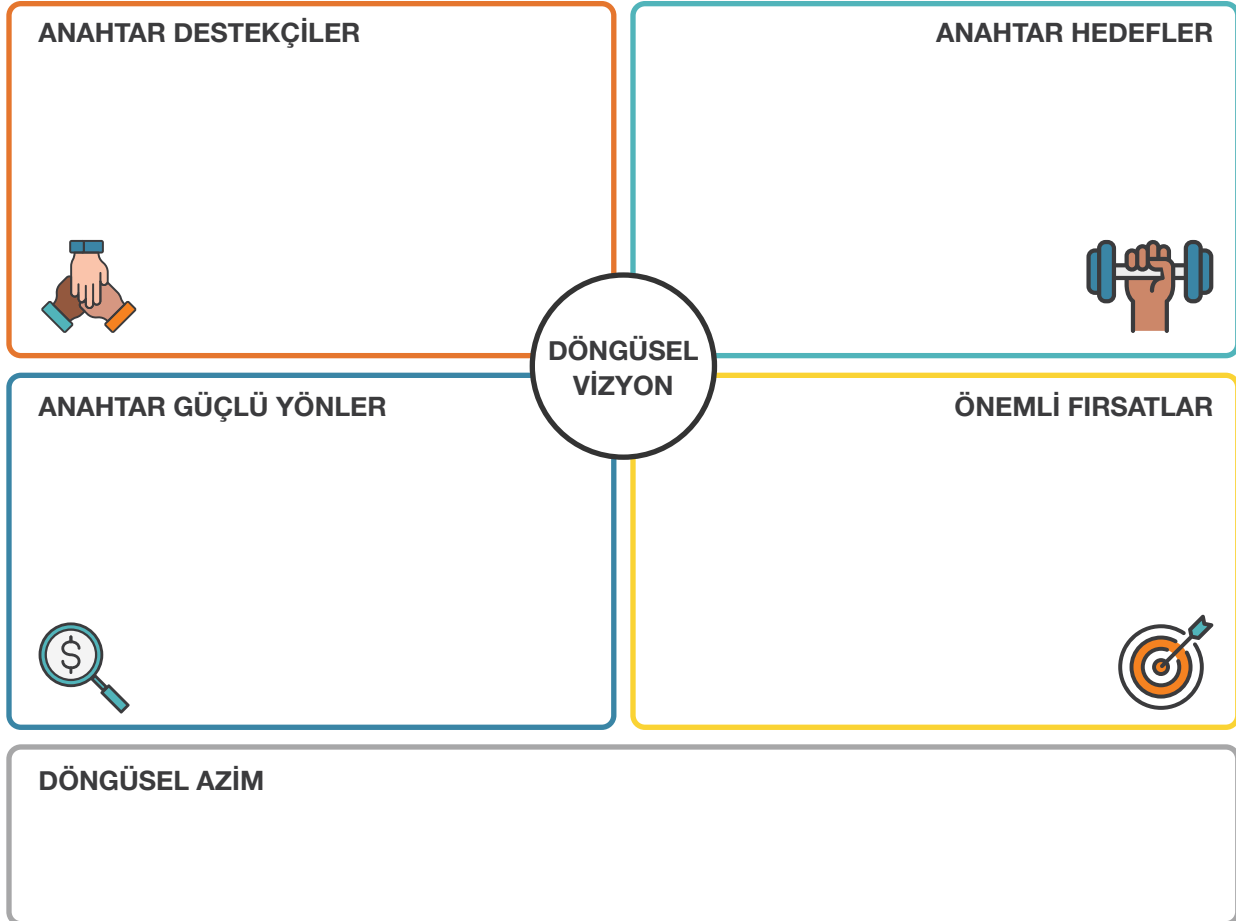 ANAHTAR DESTEKÇİLER
ANAHTAR HEDEFLER
DÖNGÜSEL
VİZYON
ANAHTAR GÜÇLÜ YÖNLER
ÖNEMLİ FIRSATLAR
$
DÖNGÜSEL AZİM